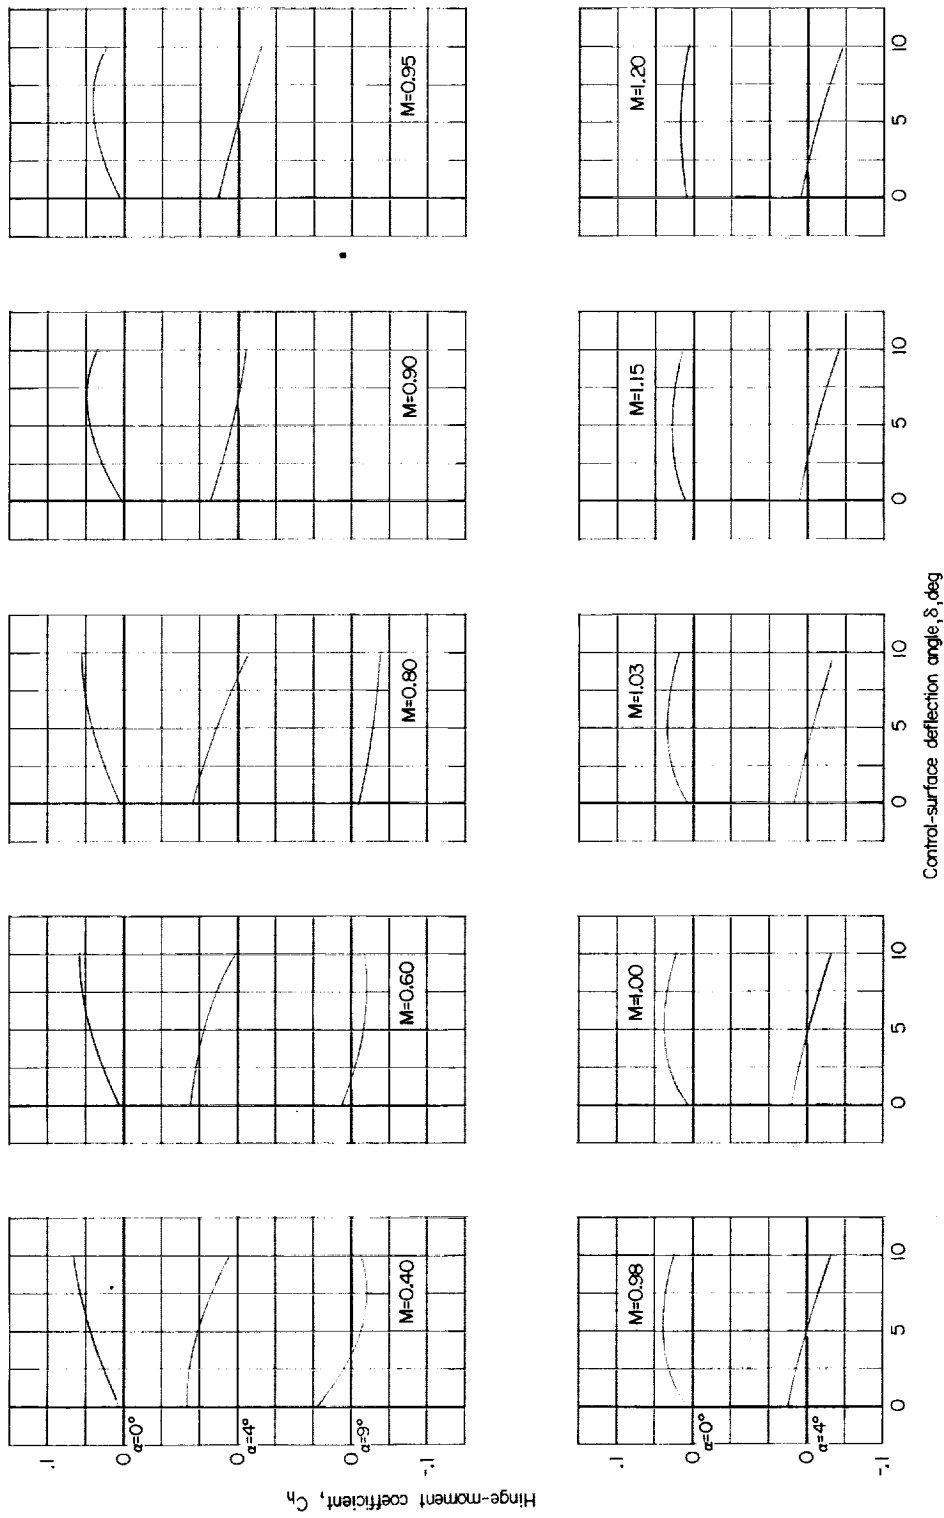 Hinge-moment coefficient, Cₕ
.1
0
α=0°
0
α=4°
0
α=9°
-.1
M=0.40
M=0.60
M=0.80
M=0.90
M=0.95
.1
0
α=0°
0
α=4°
-.1
M=0.98
M=1.00
M=1.03
M=1.15
M=1.20
0 5 10
0 5 10
0 5 10
0 5 10
0 5 10
Control-surface deflection angle, δ, deg